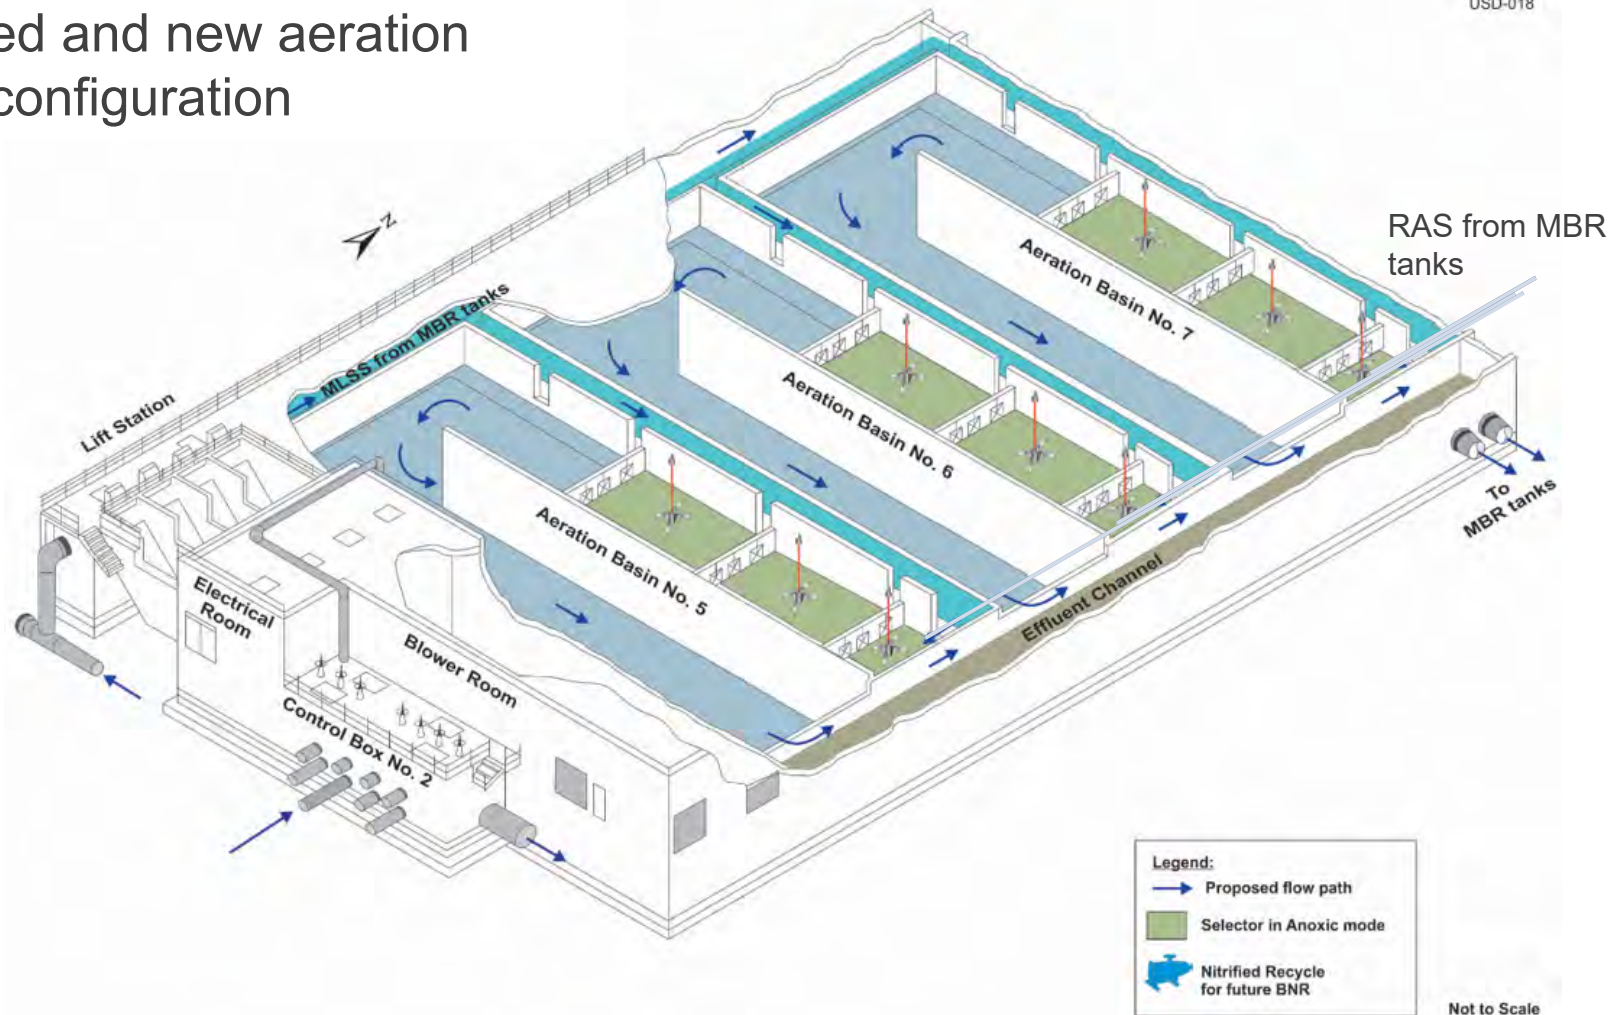 USD-018
ed and new aeration
configuration
N
RAS from MBR
tanks
Aeration Basin No. 7
MLSS from MBR tanks
Aeration Basin No. 6
Lift Station
Aeration Basin No. 5
To
MBR tanks
Effluent Channel
Electrical
Room
Blower Room
Control Box No. 2
Legend:
Proposed flow path
Selector in Anoxic mode
Nitrified Recycle
for future BNR
Not to Scale